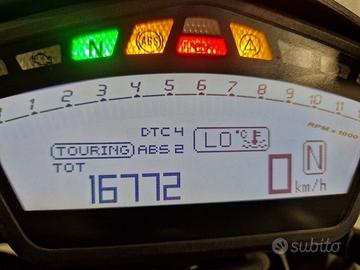 N ABS
1 2 3 4 5 6 7 8 9 10 11
RPM × 1000
DTC 4
TOURING ABS 2
LO °C
N
TOT
16772
0 km/h
subito